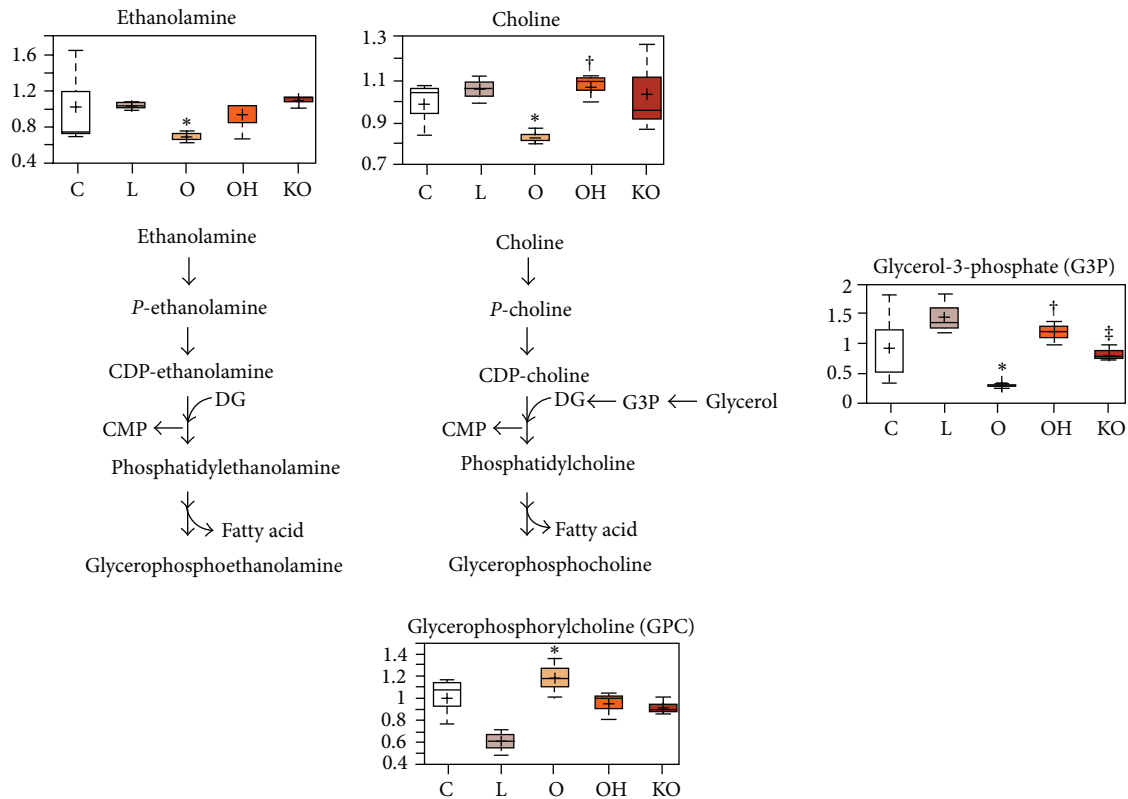 Ethanolamine
1.6
1.2
0.8
0.4
*
C L O OH KO
Choline
1.3
1.1
0.9
0.7
*
†
C L O OH KO
Ethanolamine
P-ethanolamine
CDP-ethanolamine
DG
CMP
Phosphatidylethanolamine
Fatty acid
Glycerophosphoethanolamine
Choline
P-choline
CDP-choline
DG G3P Glycerol
CMP
Phosphatidylcholine
Fatty acid
Glycerophosphocholine
Glycerol-3-phosphate (G3P)
2
1.5
1
0.5
0
*
†
‡
C L O OH KO
Glycerophosphorylcholine (GPC)
1.4
1.2
1
0.8
0.6
0.4
*
C L O OH KO